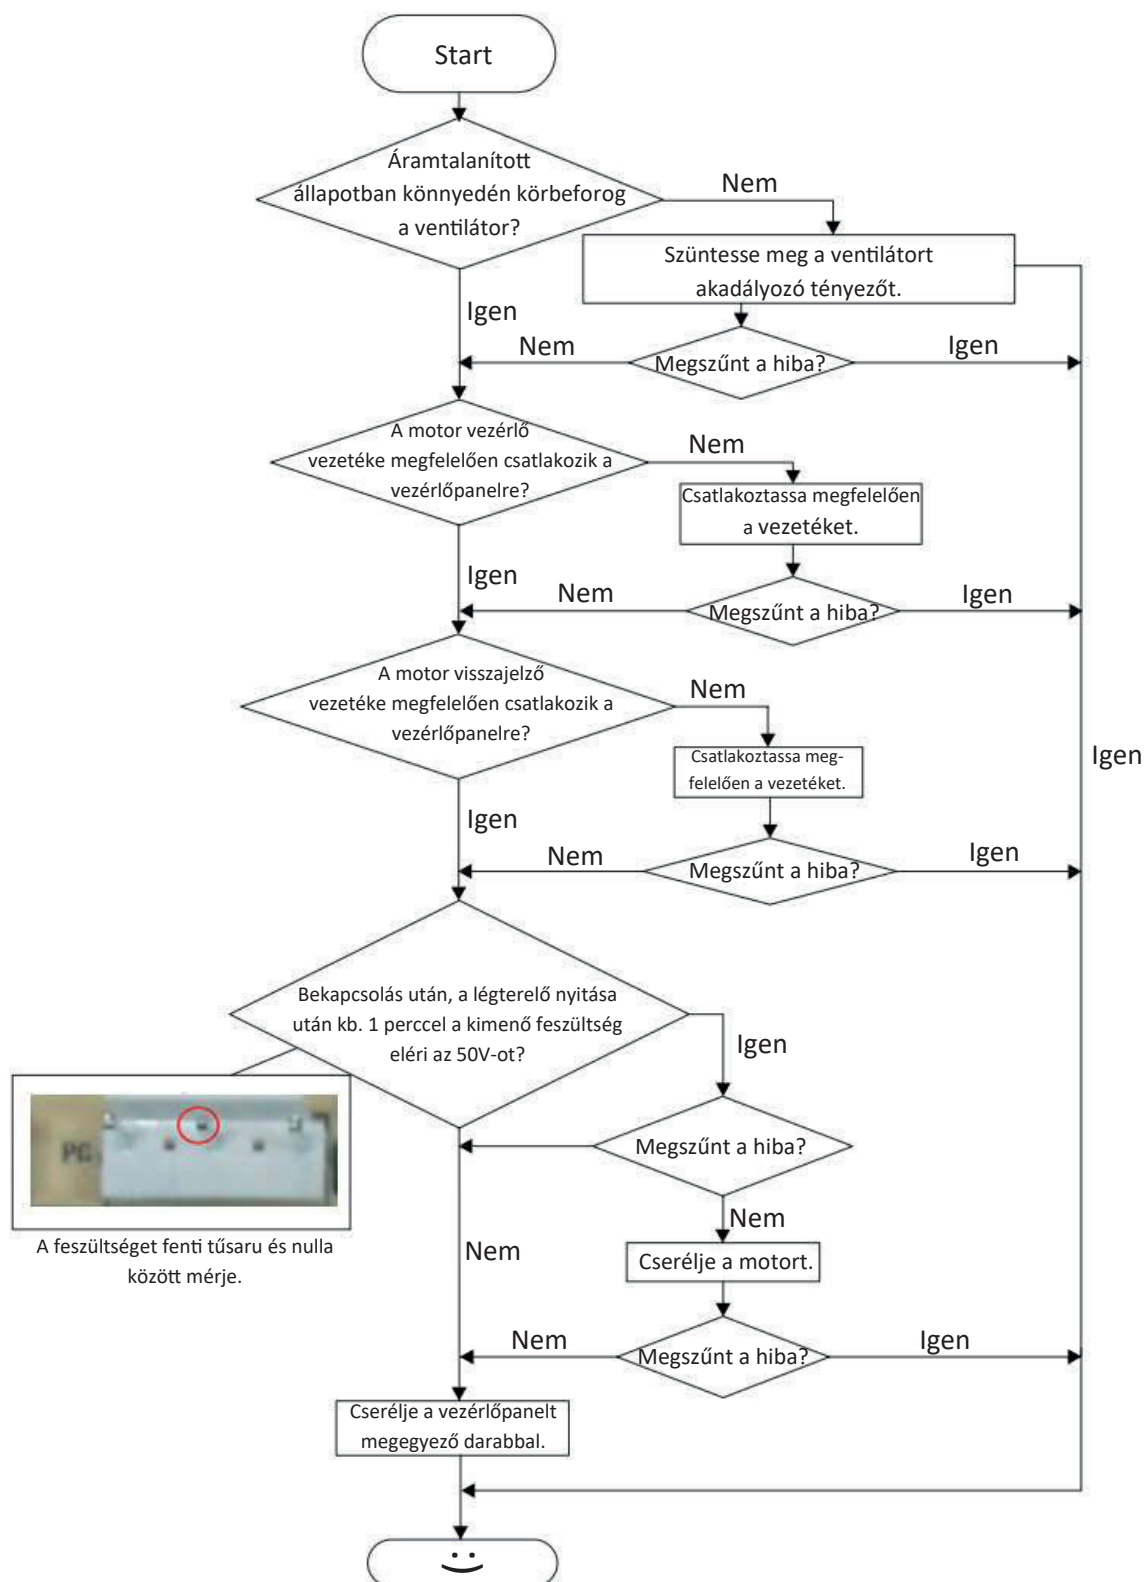 Start
Áramtalanított
állapotban könnyedén körbeforog
a ventilátor?
Nem
Szüntesse meg a ventilátort
akadályozó tényezőt.
Igen
Nem
Megszűnt a hiba?
Igen
A motor vezérlő
vezetéke megfelelően csatlakozik a
vezérlőpanelre?
Nem
Csatlakoztassa megfelelően
a vezetéket.
Igen
Nem
Megszűnt a hiba?
Igen
A motor visszajelző
vezetéke megfelelően csatlakozik a
vezérlőpanelre?
Nem
Csatlakoztassa meg-
felelően a vezetéket.
Igen
Igen
Nem
Megszűnt a hiba?
Igen
Bekapcsolás után, a légterelő nyitása
után kb. 1 perccel a kimenő feszültség
eléri az 50V-ot?
Igen
PG
Megszűnt a hiba?
A feszültséget fenti tűsaru és nulla
között mérje.
Nem
Nem
Cserélje a motort.
Nem
Megszűnt a hiba?
Igen
Cserélje a vezérlőpanelt
megegyező darabbal.
:)